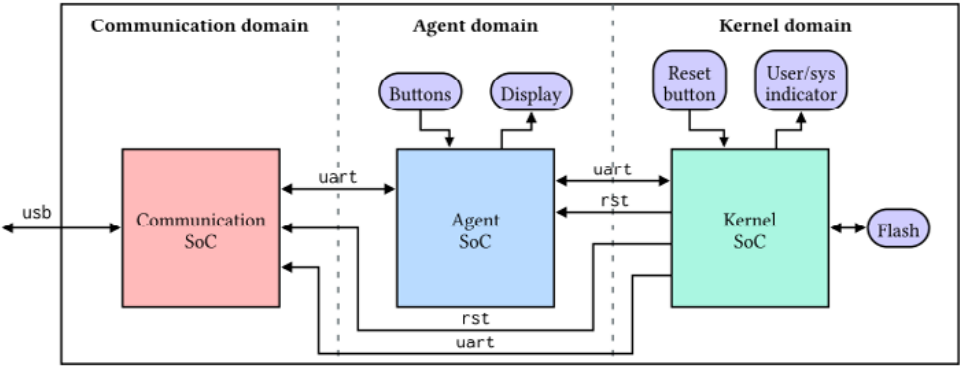 Communication domain
Agent domain
Kernel domain
Buttons
Display
Reset
button
User/sys
indicator
usb
uart
uart
rst
Communication
SoC
Agent
SoC
Kernel
SoC
Flash
rst
uart